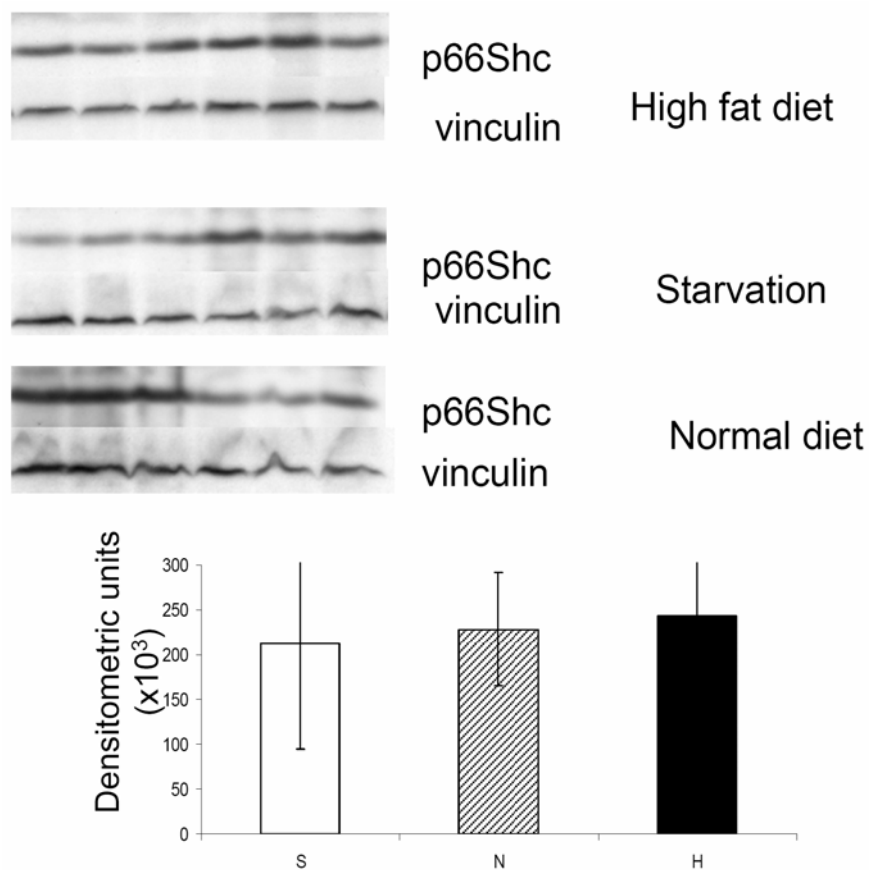 p66Shc
vinculin
High fat diet
p66Shc
vinculin
Starvation
p66Shc
vinculin
Normal diet
Densitometric units
(x10³)
300
250
200
150
100
50
0
S N H